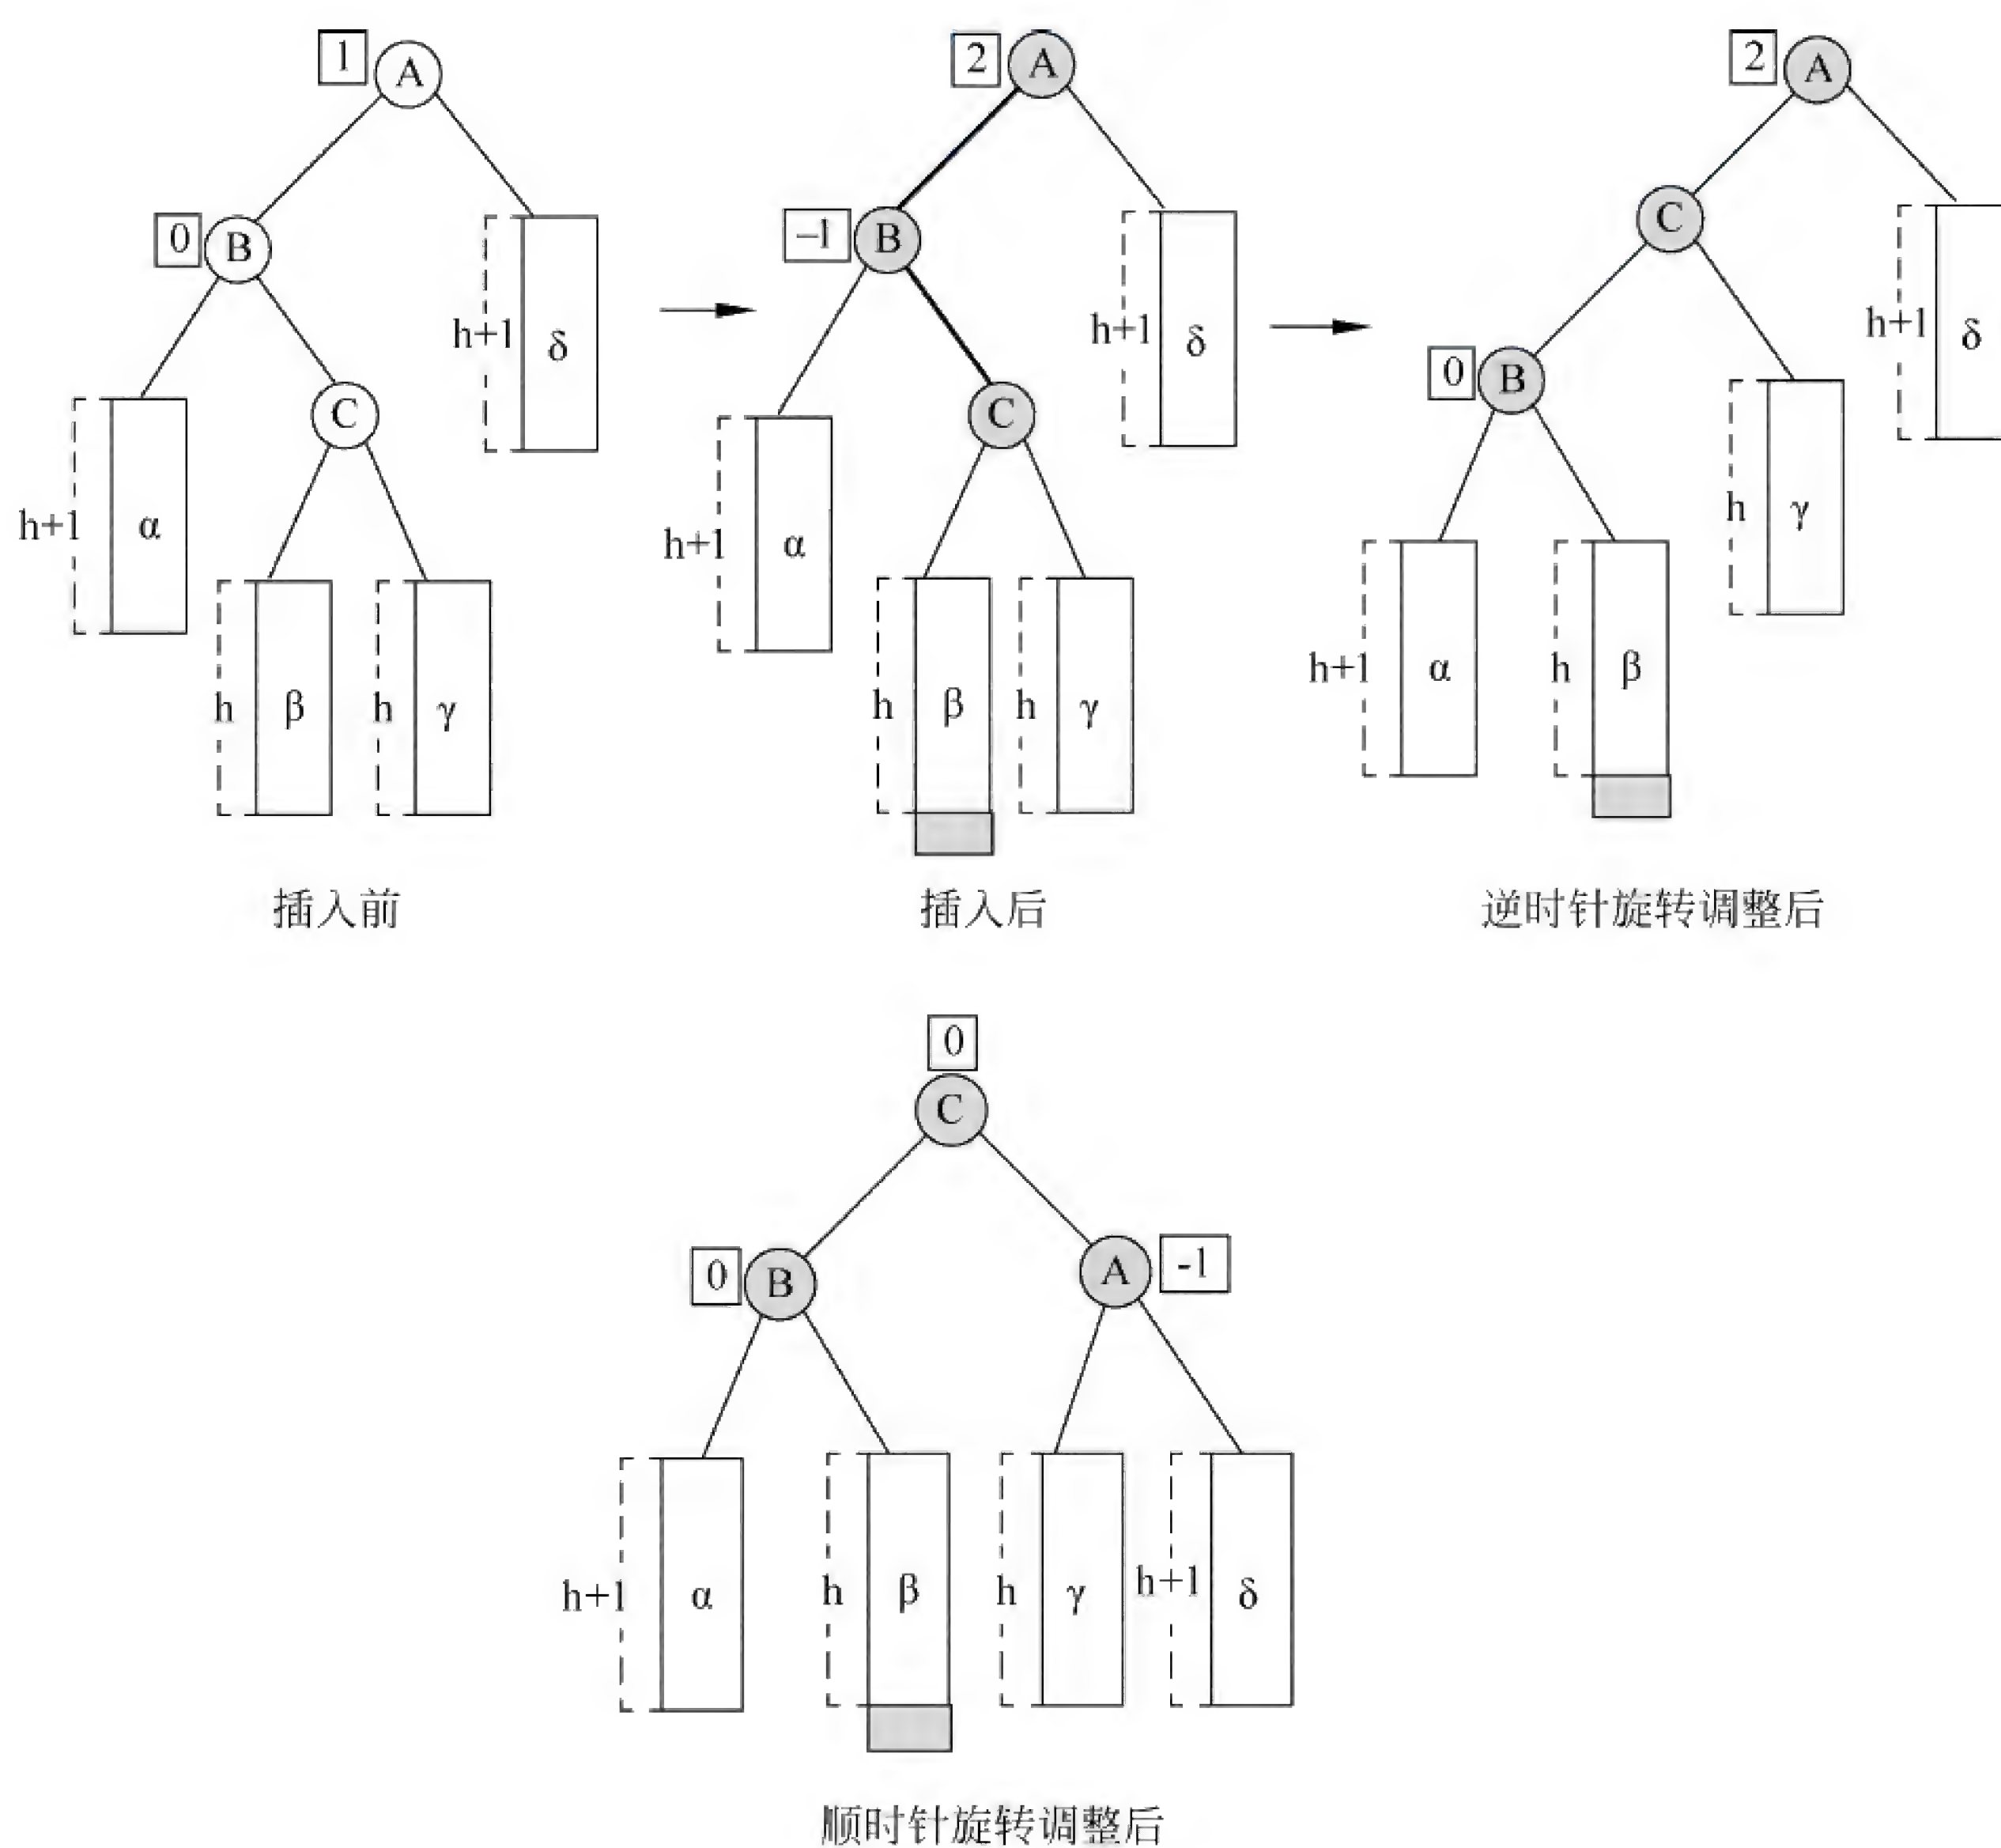 1 A
0 B
h+1 δ
C
h+1 α
h β
h γ
插入前
2 A
−1 B
h+1 δ
C
h+1 α
h β
h γ
插入后
2 A
C
h+1 δ
0 B
h γ
h+1 α
h β
逆时针旋转调整后
0
C
0 B
A -1
h+1 α
h β
h γ
h+1 δ
顺时针旋转调整后